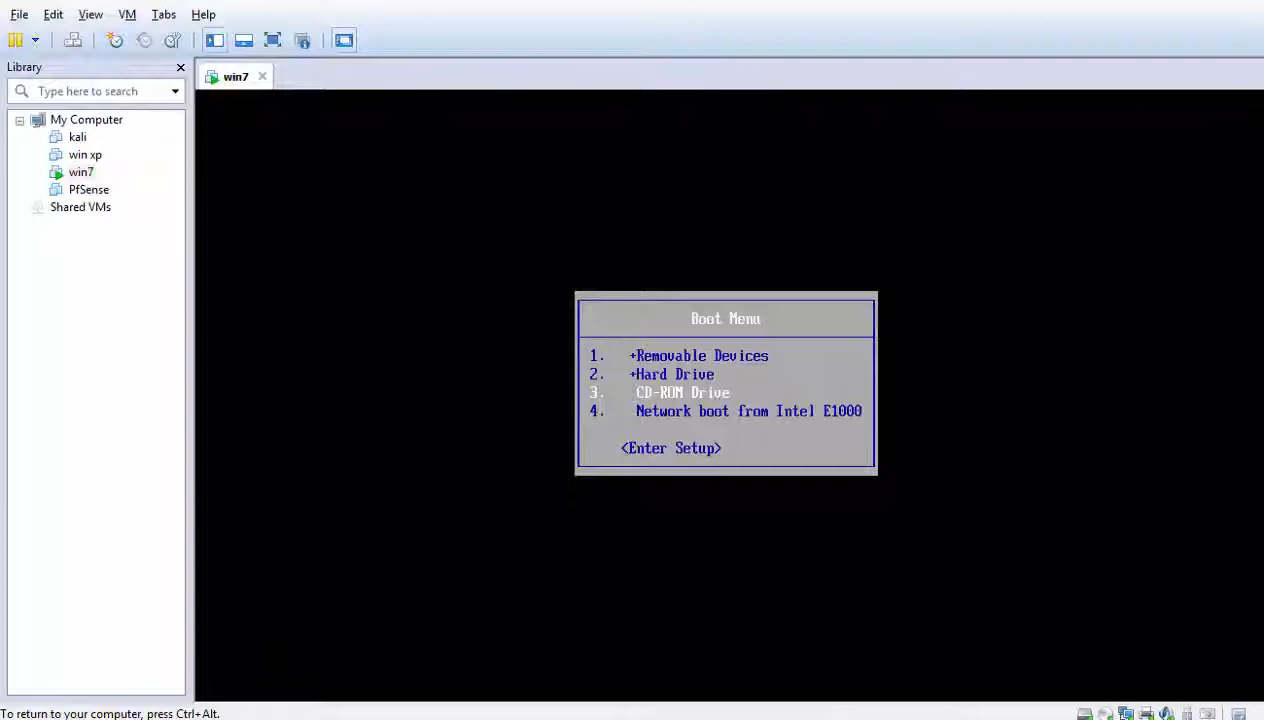 File Edit View VM Tabs Help
Library
win7
Type here to search
My Computer
kali
win xp
win7
PfSense
Shared VMs
Boot Menu
1. +Removable Devices
2. +Hard Drive
3. CD-ROM Drive
4. Network boot from Intel E1000
<Enter Setup>
To return to your computer, press Ctrl+Alt.